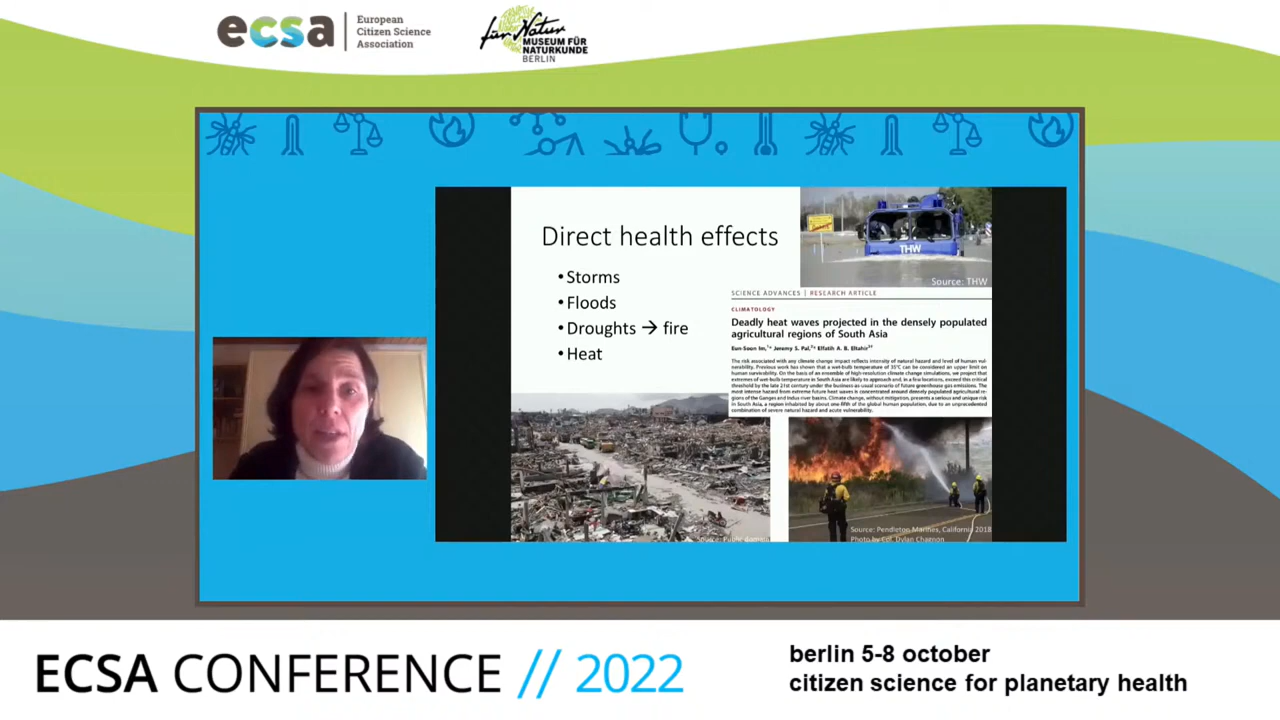 ecsa
European
Citizen Science
Association
für Natur
MUSEUM FÜR
NATURKUNDE
BERLIN
Direct health effects
• Storms
• Floods
• Droughts → fire
• Heat
THW
Source: THW
SCIENCE ADVANCES | RESEARCH ARTICLE
CLIMATOLOGY
Deadly heat waves projected in the densely populated
agricultural regions of South Asia
Eun-Soon Im,1* Jeremy S. Pal,2* Elfatih A. B. Eltahir3†
The risk associated with any climate change impact reflects intensity of natural hazard and level of human vul-
nerability. Previous work has shown that a wet-bulb temperature of 35°C can be considered an upper limit on
human survivability. On the basis of an ensemble of high-resolution climate change simulations, we project that
extremes of wet-bulb temperature in South Asia are likely to approach and, in a few locations, exceed this critical
threshold by the late 21st century under the business-as-usual scenario of future greenhouse gas emissions. The
most intense hazard from extreme future heat waves is concentrated around densely populated agricultural re-
gions of the Ganges and Indus river basins. Climate change, without mitigation, presents a serious and unique risk
in South Asia, a region inhabited by about one-fifth of the global human population, due to an unprecedented
combination of severe natural hazard and acute vulnerability.
Source: Public domain
Source: Pendleton Marines, California 2018
Photo by Cpl. Dylan Chagnon
ECSA CONFERENCE // 2022
berlin 5-8 october
citizen science for planetary health